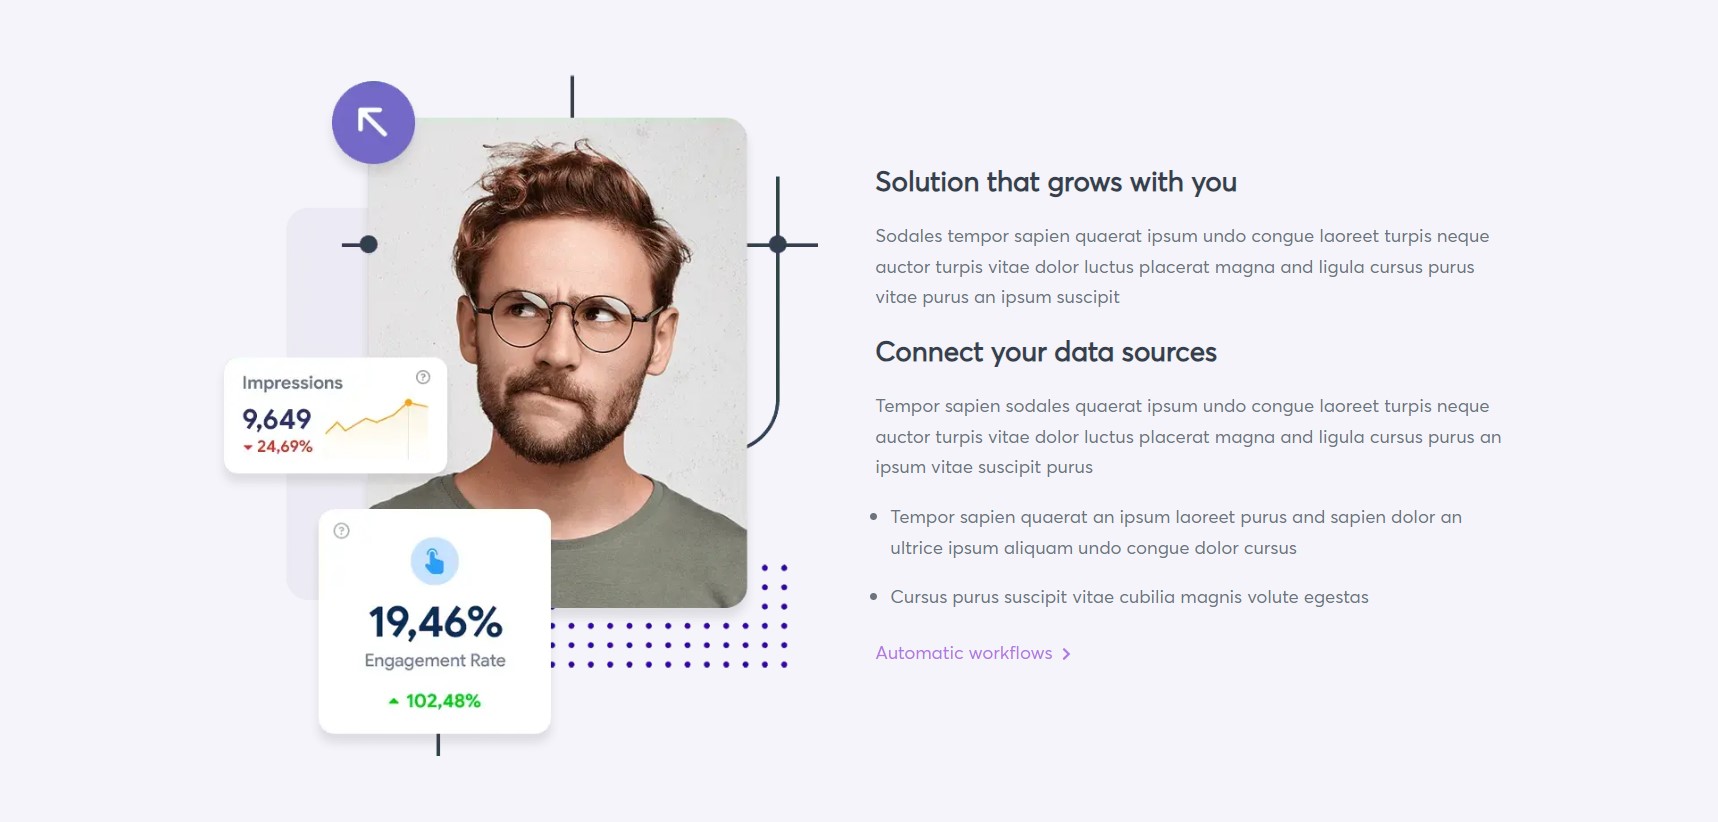 Impressions
9,649
24,69%
19,46%
Engagement Rate
102,48%
Solution that grows with you
Sodales tempor sapien quaerat ipsum undo congue laoreet turpis neque
auctor turpis vitae dolor luctus placerat magna and ligula cursus purus
vitae purus an ipsum suscipit
Connect your data sources
Tempor sapien sodales quaerat ipsum undo congue laoreet turpis neque
auctor turpis vitae dolor luctus placerat magna and ligula cursus purus an
ipsum vitae suscipit purus
Tempor sapien quaerat an ipsum laoreet purus and sapien dolor an
ultrice ipsum aliquam undo congue dolor cursus
Cursus purus suscipit vitae cubilia magnis volute egestas
Automatic workflows